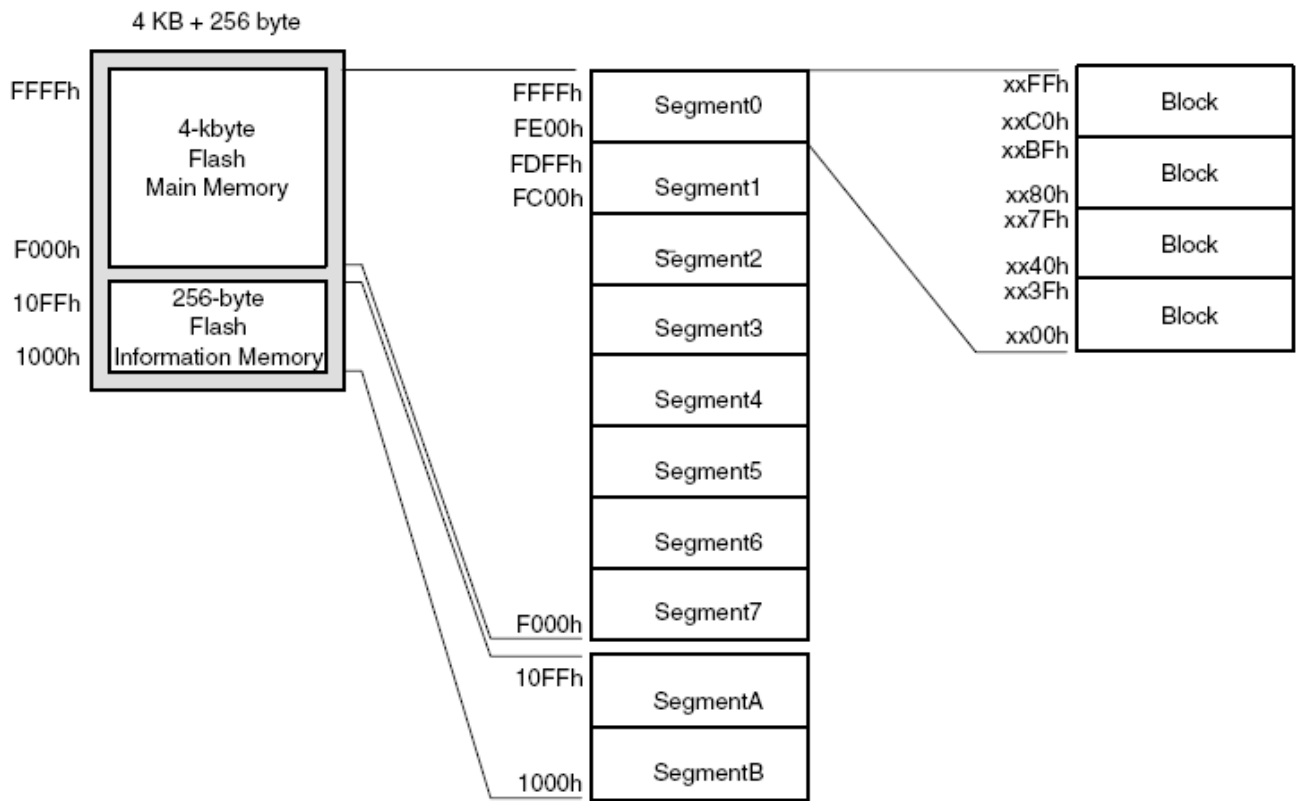 4 KB + 256 byte
FFFFh
4-kbyte
Flash
Main Memory
F000h
10FFh
256-byte
Flash
Information Memory
1000h
FFFFh
FE00h
FDFFh
FC00h
F000h
10FFh
1000h
Segment0
Segment1
Segment2
Segment3
Segment4
Segment5
Segment6
Segment7
SegmentA
SegmentB
xxFFh
xxC0h
xxBFh
xx80h
xx7Fh
xx40h
xx3Fh
xx00h
Block
Block
Block
Block